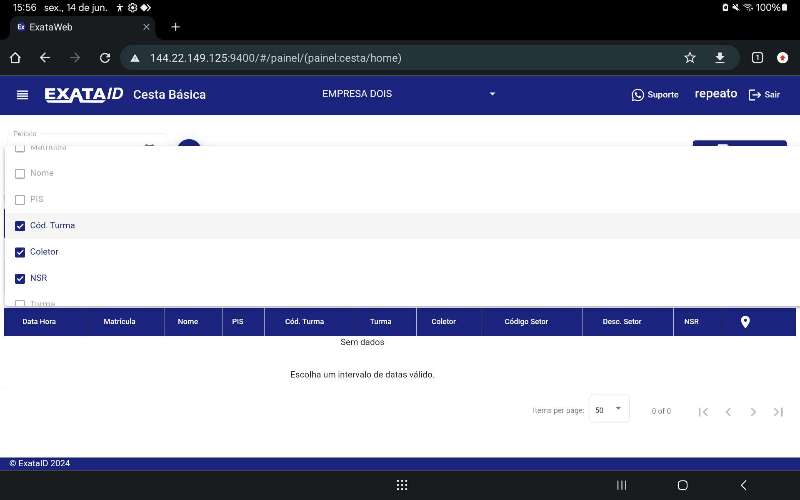 15:56 sex., 14 de jun. 100%
Ex ExataWeb
144.22.149.125:9400/#/painel/(painel:cesta/home) 1
EXATAID Cesta Básica EMPRESA DOIS Suporte repeato Sair
Período
Matrícula
Nome
PIS
Cód. Turma
Coletor
NSR
Turma
Data Hora Matrícula Nome PIS Cód. Turma Turma Coletor Código Setor Desc. Setor NSR
Sem dados
Escolha um intervalo de datas válido.
Items per page: 50 0 of 0
© ExataID 2024